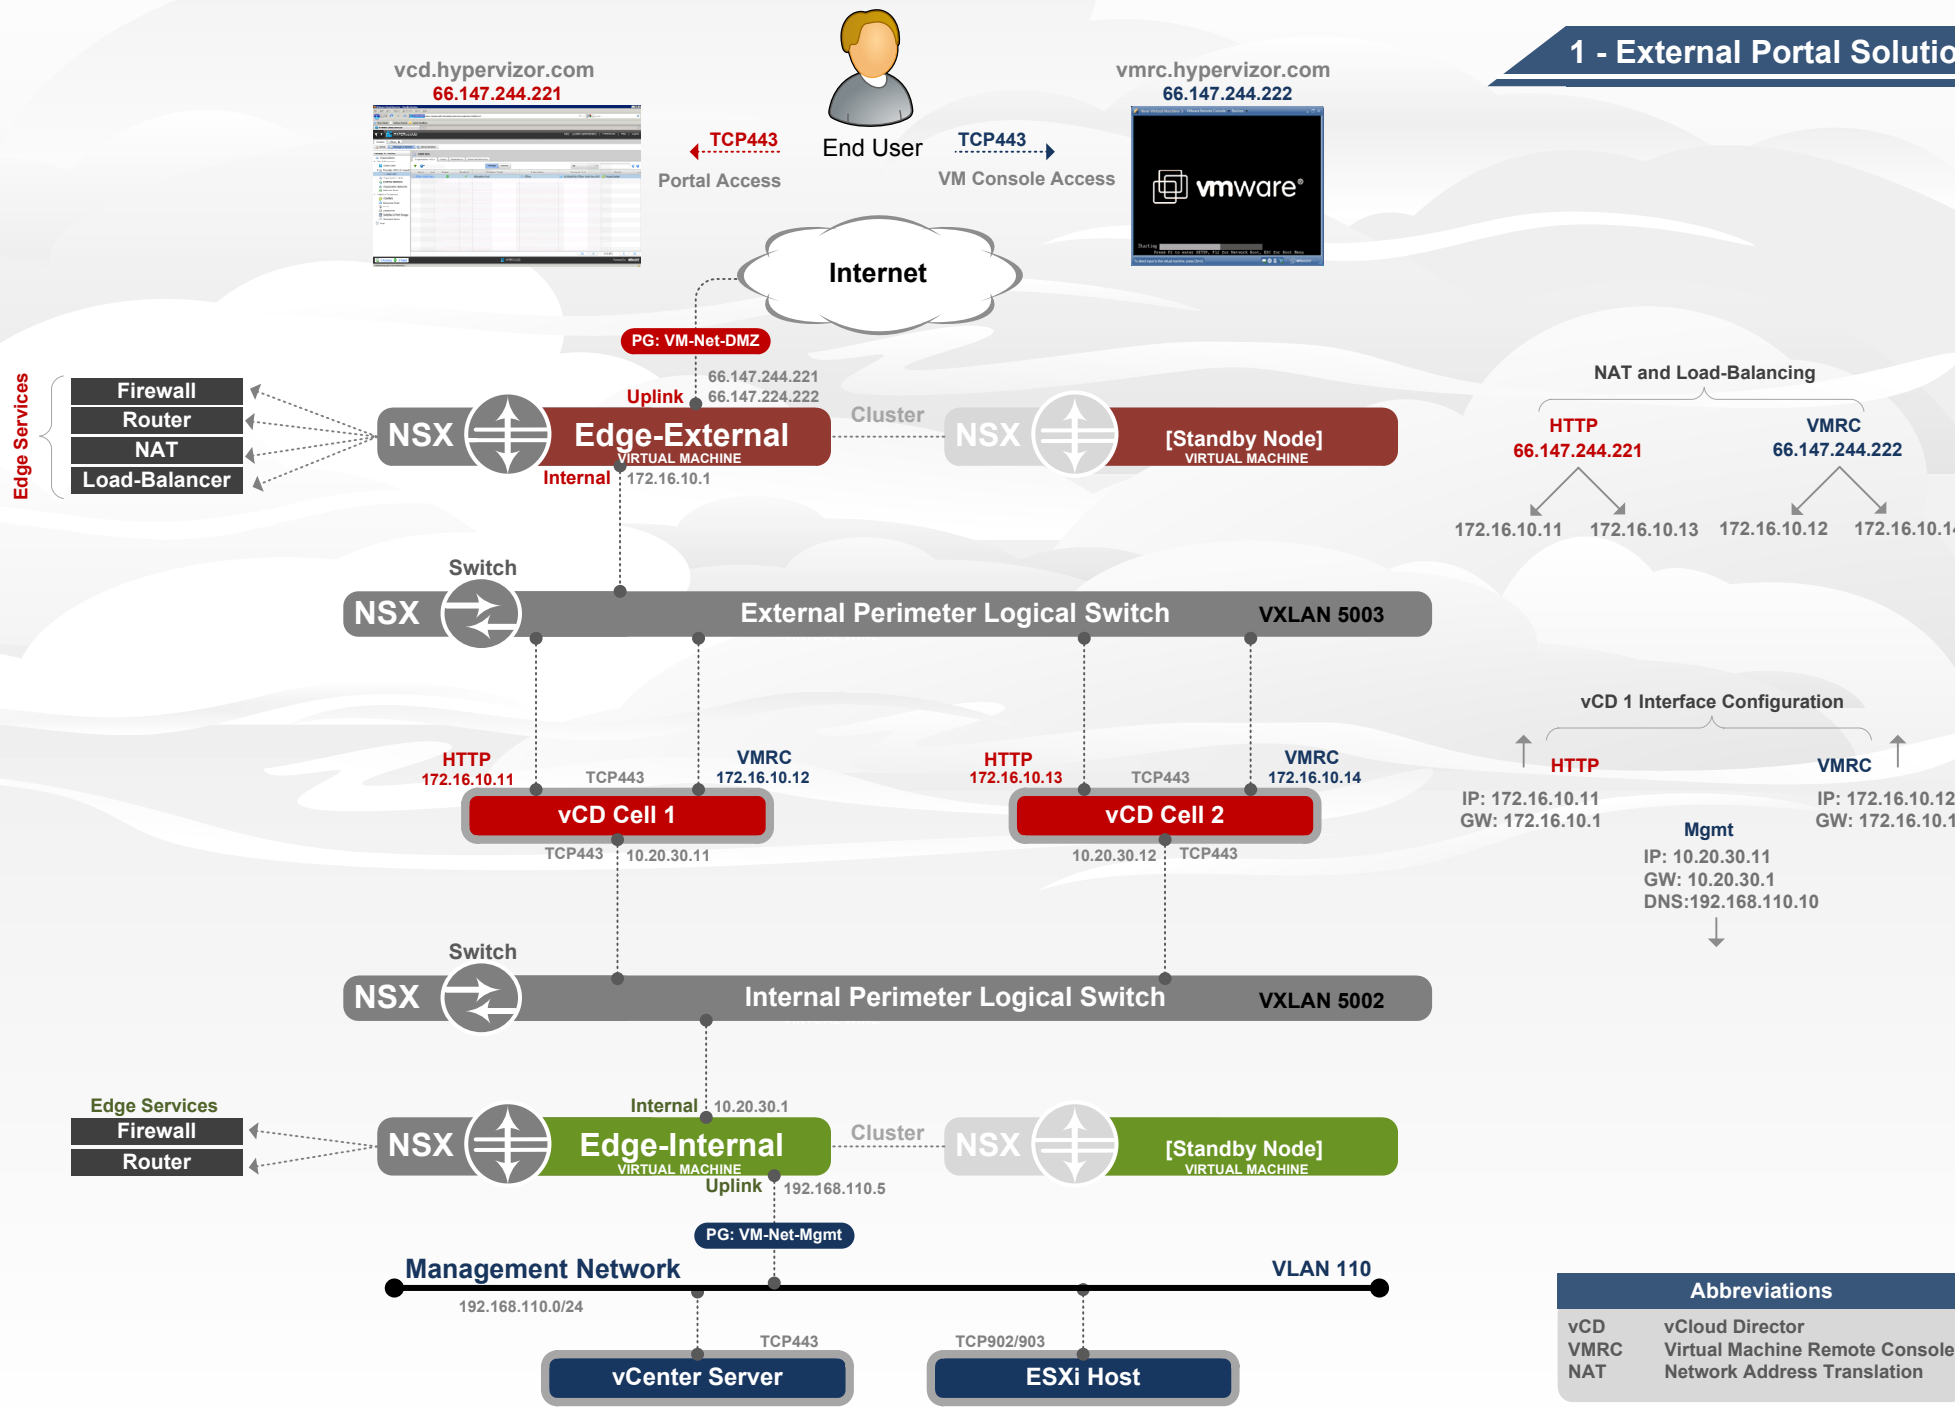 1 - External Portal Solutio
vcd.hypervizor.com
66.147.244.221
vmrc.hypervizor.com
66.147.244.222
TCP443
End User
TCP443
Portal Access
VM Console Access
vmware®
Internet
PG: VM-Net-DMZ
66.147.244.221
66.147.224.222
Uplink
Edge Services
Firewall
Router
NAT
Load-Balancer
NSX
Edge-External
VIRTUAL MACHINE
Cluster
NSX
[Standby Node]
VIRTUAL MACHINE
Internal
172.16.10.1
NAT and Load-Balancing
HTTP
66.147.244.221
VMRC
66.147.244.222
172.16.10.11
172.16.10.13
172.16.10.12
172.16.10.14
Switch
NSX
External Perimeter Logical Switch
VXLAN 5003
HTTP
172.16.10.11
TCP443
VMRC
172.16.10.12
HTTP
172.16.10.13
TCP443
VMRC
172.16.10.14
vCD Cell 1
vCD Cell 2
TCP443
10.20.30.11
10.20.30.12
TCP443
vCD 1 Interface Configuration
HTTP
VMRC
IP: 172.16.10.11
GW: 172.16.10.1
IP: 172.16.10.12
GW: 172.16.10.1
Mgmt
IP: 10.20.30.11
GW: 10.20.30.1
DNS:192.168.110.10
Switch
NSX
Internal Perimeter Logical Switch
VXLAN 5002
Edge Services
Firewall
Router
Internal
10.20.30.1
NSX
Edge-Internal
VIRTUAL MACHINE
Cluster
NSX
[Standby Node]
VIRTUAL MACHINE
Uplink
192.168.110.5
PG: VM-Net-Mgmt
Management Network
VLAN 110
192.168.110.0/24
TCP443
TCP902/903
vCenter Server
ESXi Host
Abbreviations
vCD vCloud Director
VMRC Virtual Machine Remote Console
NAT Network Address Translation